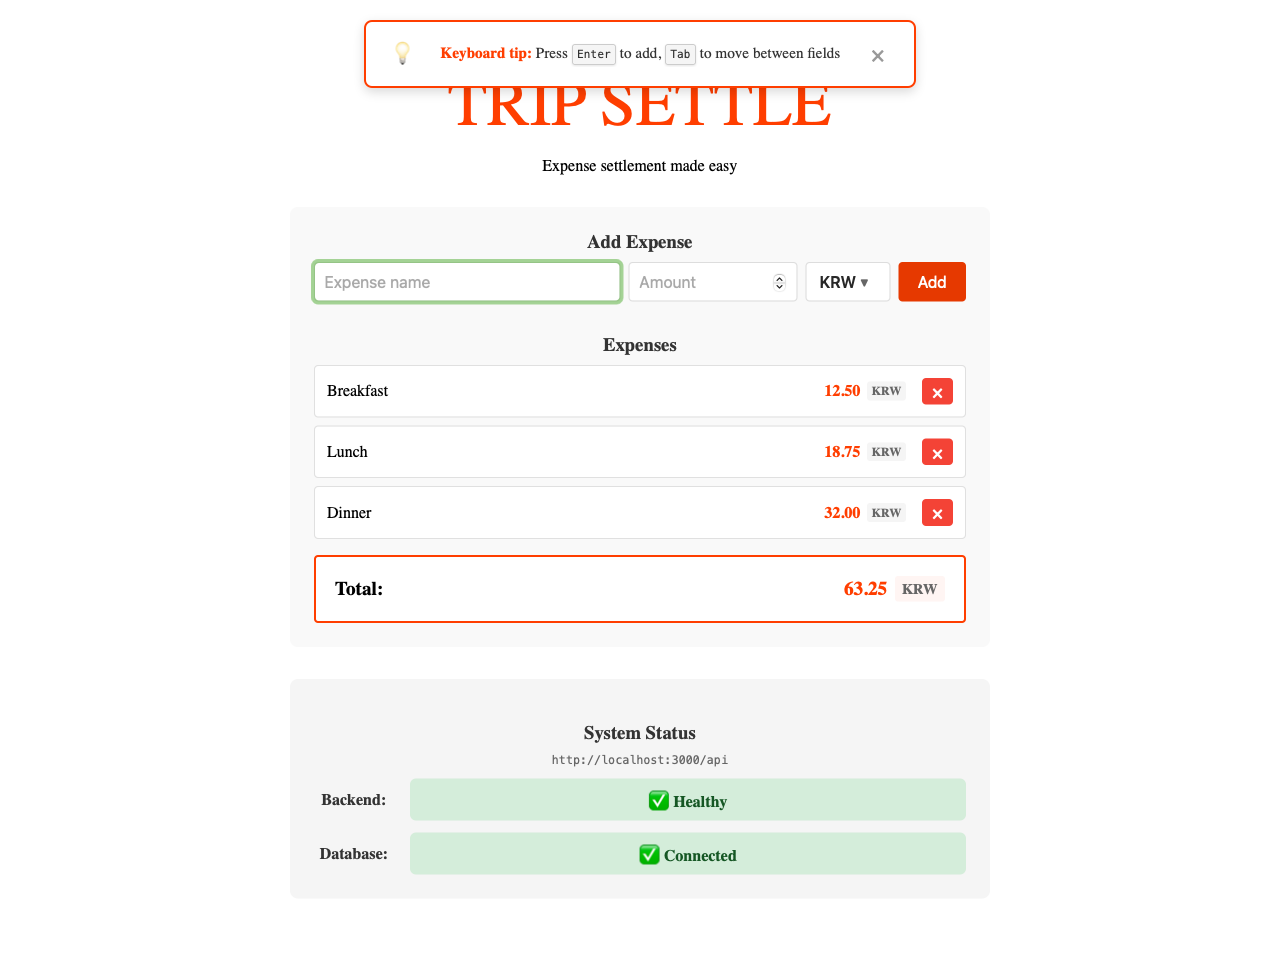 Keyboard tip: Press Enter to add, Tab to move between fields ×
TRIP SETTLE
Expense settlement made easy
Add Expense
Expense name Amount KRW ▼ Add
Expenses
Breakfast 12.50 KRW ×
Lunch 18.75 KRW ×
Dinner 32.00 KRW ×
Total: 63.25 KRW
System Status
http://localhost:3000/api
Backend: ✅ Healthy
Database: ✅ Connected